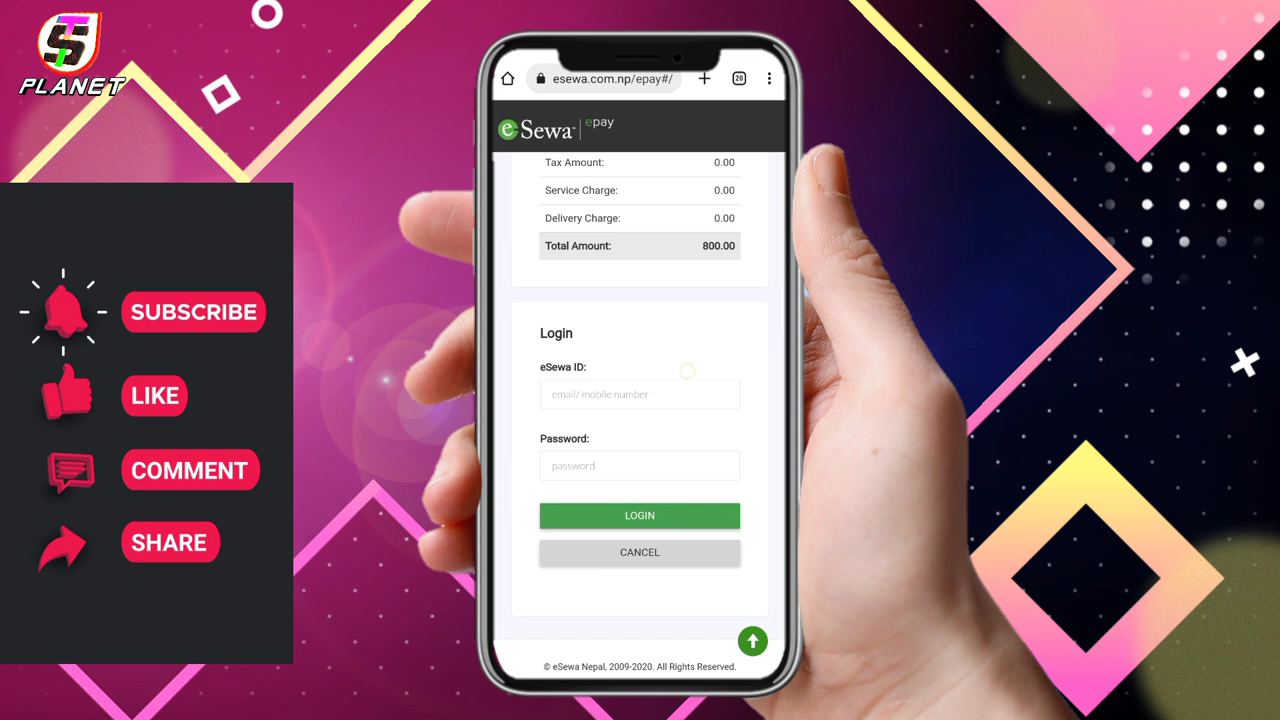 TSP
PLANET
SUBSCRIBE
LIKE
COMMENT
SHARE
esewa.com.np/epay#/
20
eSewa epay
Tax Amount: 0.00
Service Charge: 0.00
Delivery Charge: 0.00
Total Amount: 800.00
Login
eSewa ID:
email/ mobile number
Password:
password
LOGIN
CANCEL
© eSewa Nepal, 2009-2020. All Rights Reserved.